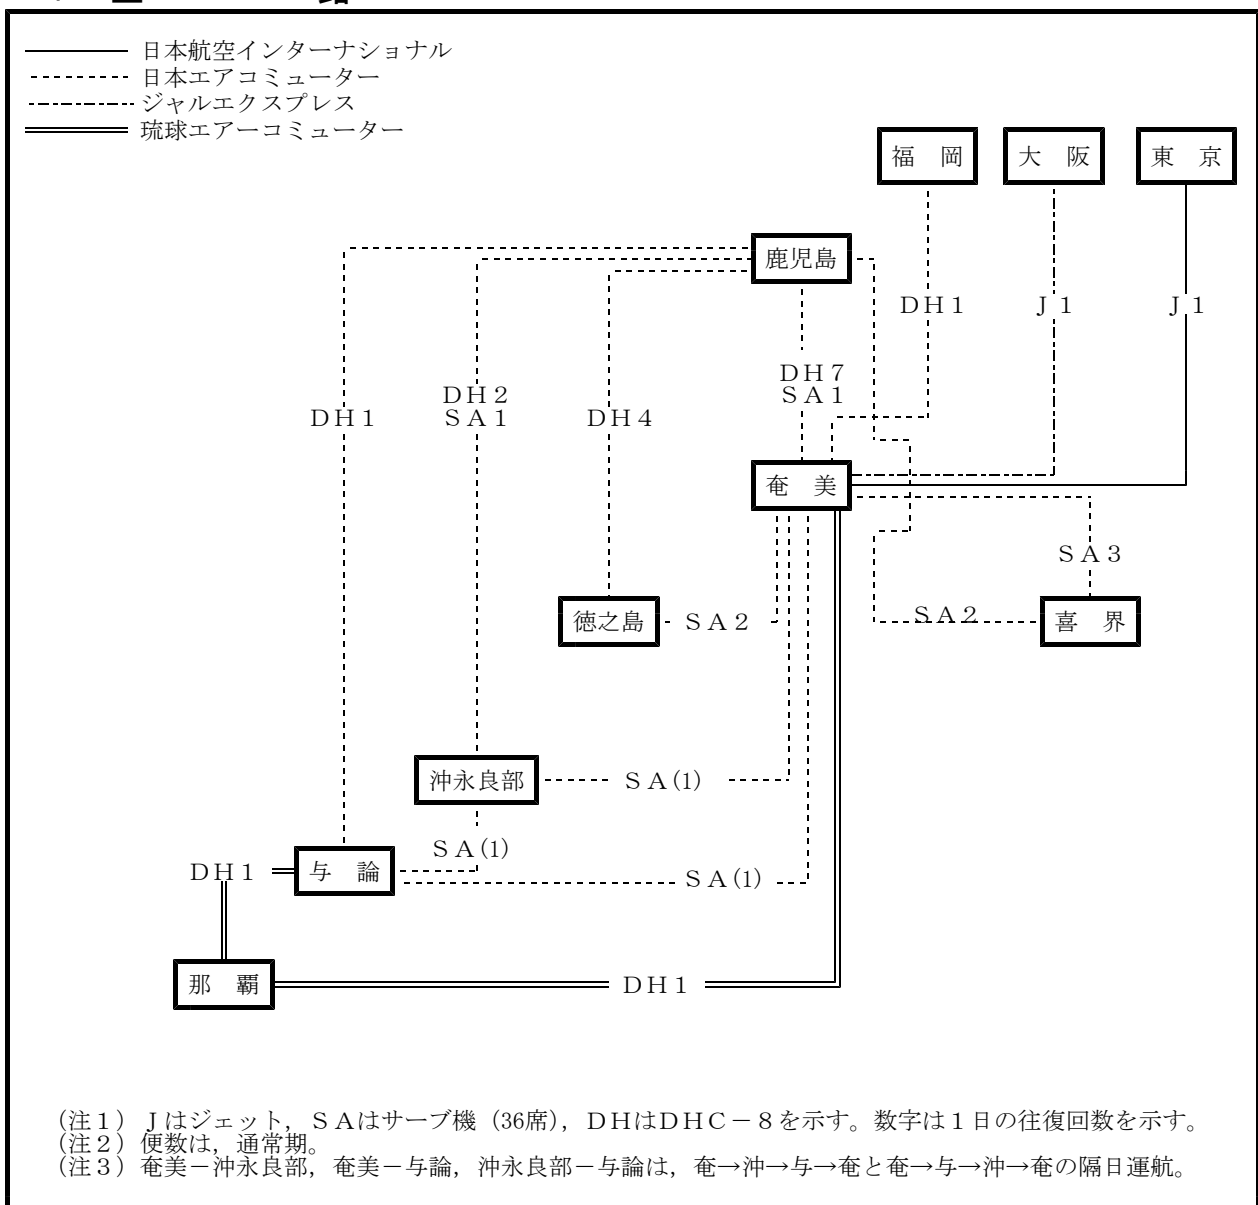 日本航空インターナショナル
日本エアコミューター
ジャルエクスプレス
琉球エアーコミューター
福　岡
大　阪
東　京
鹿児島
DH1
J1
J1
DH7
SA1
DH2
SA1
DH1
DH4
奄　美
SA3
徳之島
SA2
SA2
喜　界
沖永良部
SA(1)
SA(1)
与　論
DH1
SA(1)
那　覇
DH1
（注１）Ｊはジェット，ＳＡはサーブ機（36席），ＤＨはＤＨＣ－８を示す。数字は１日の往復回数を示す。
（注２）便数は，通常期。
（注３）奄美－沖永良部，奄美－与論，沖永良部－与論は，奄→沖→与→奄と奄→与→沖→奄の隔日運航。